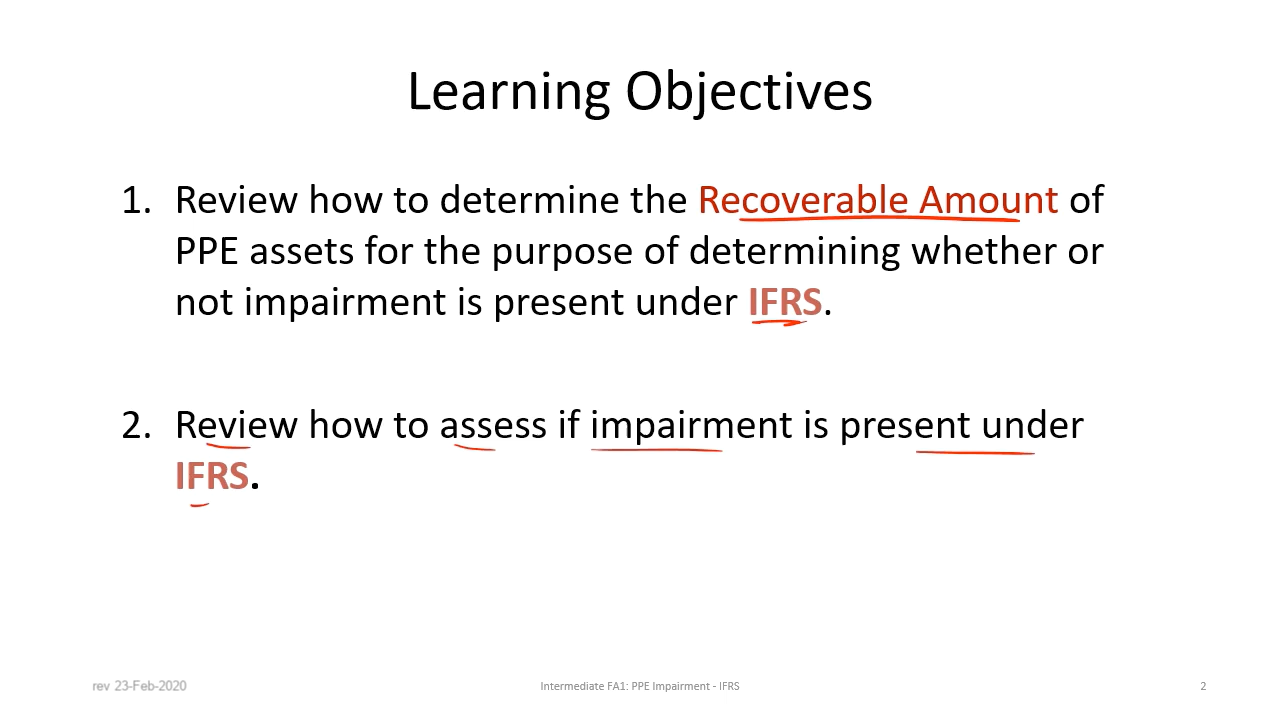 Learning Objectives
1. Review how to determine the Recoverable Amount of
PPE assets for the purpose of determining whether or
not impairment is present under IFRS.
2. Review how to assess if impairment is present under
IFRS.
rev 23-Feb-2020
Intermediate FA1: PPE Impairment - IFRS
2